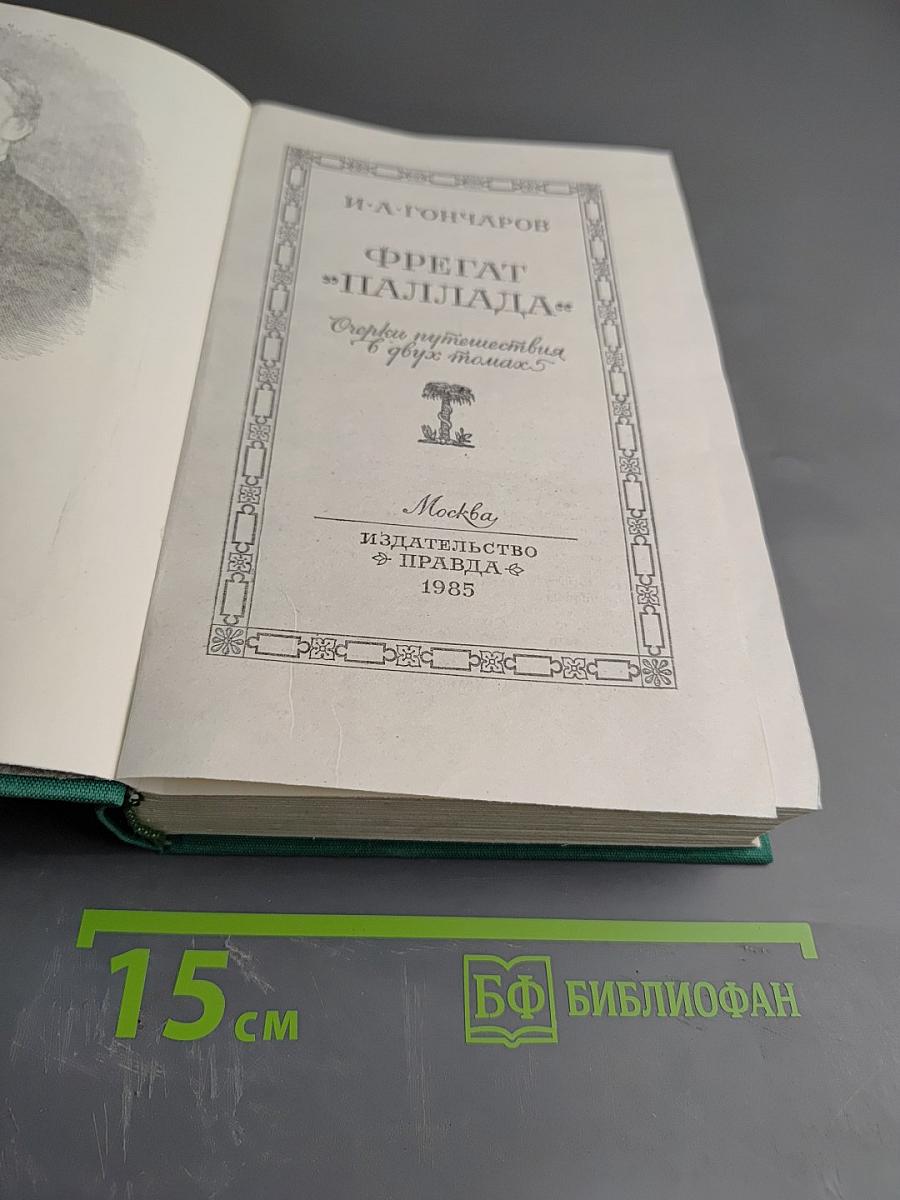 И·А·ГОНЧАРОВ
ФРЕГАТ
„ПАЛЛАДА“
Очерки путешествия
в двух томах
Москва
ИЗДАТЕЛЬСТВО
ПРАВДА
1985
15 см
БФ БИБЛИОФАН